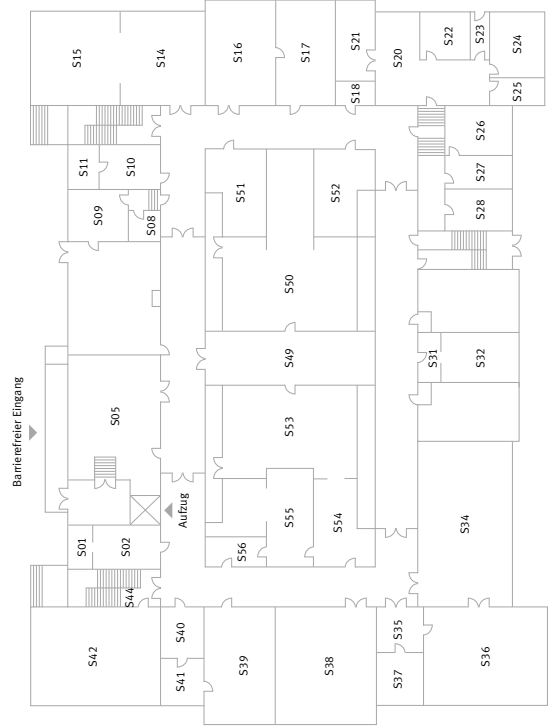 S15
S14
S16
S17
S21
S18
S20
S22
S23
S24
S25
S11
S10
S09
S08
S26
S27
S28
S51
S52
S50
S49
S31
S32
Barrierefreier Eingang
S05
S53
Aufzug
S01
S02
S44
S56
S55
S54
S34
S42
S40
S41
S39
S38
S35
S37
S36